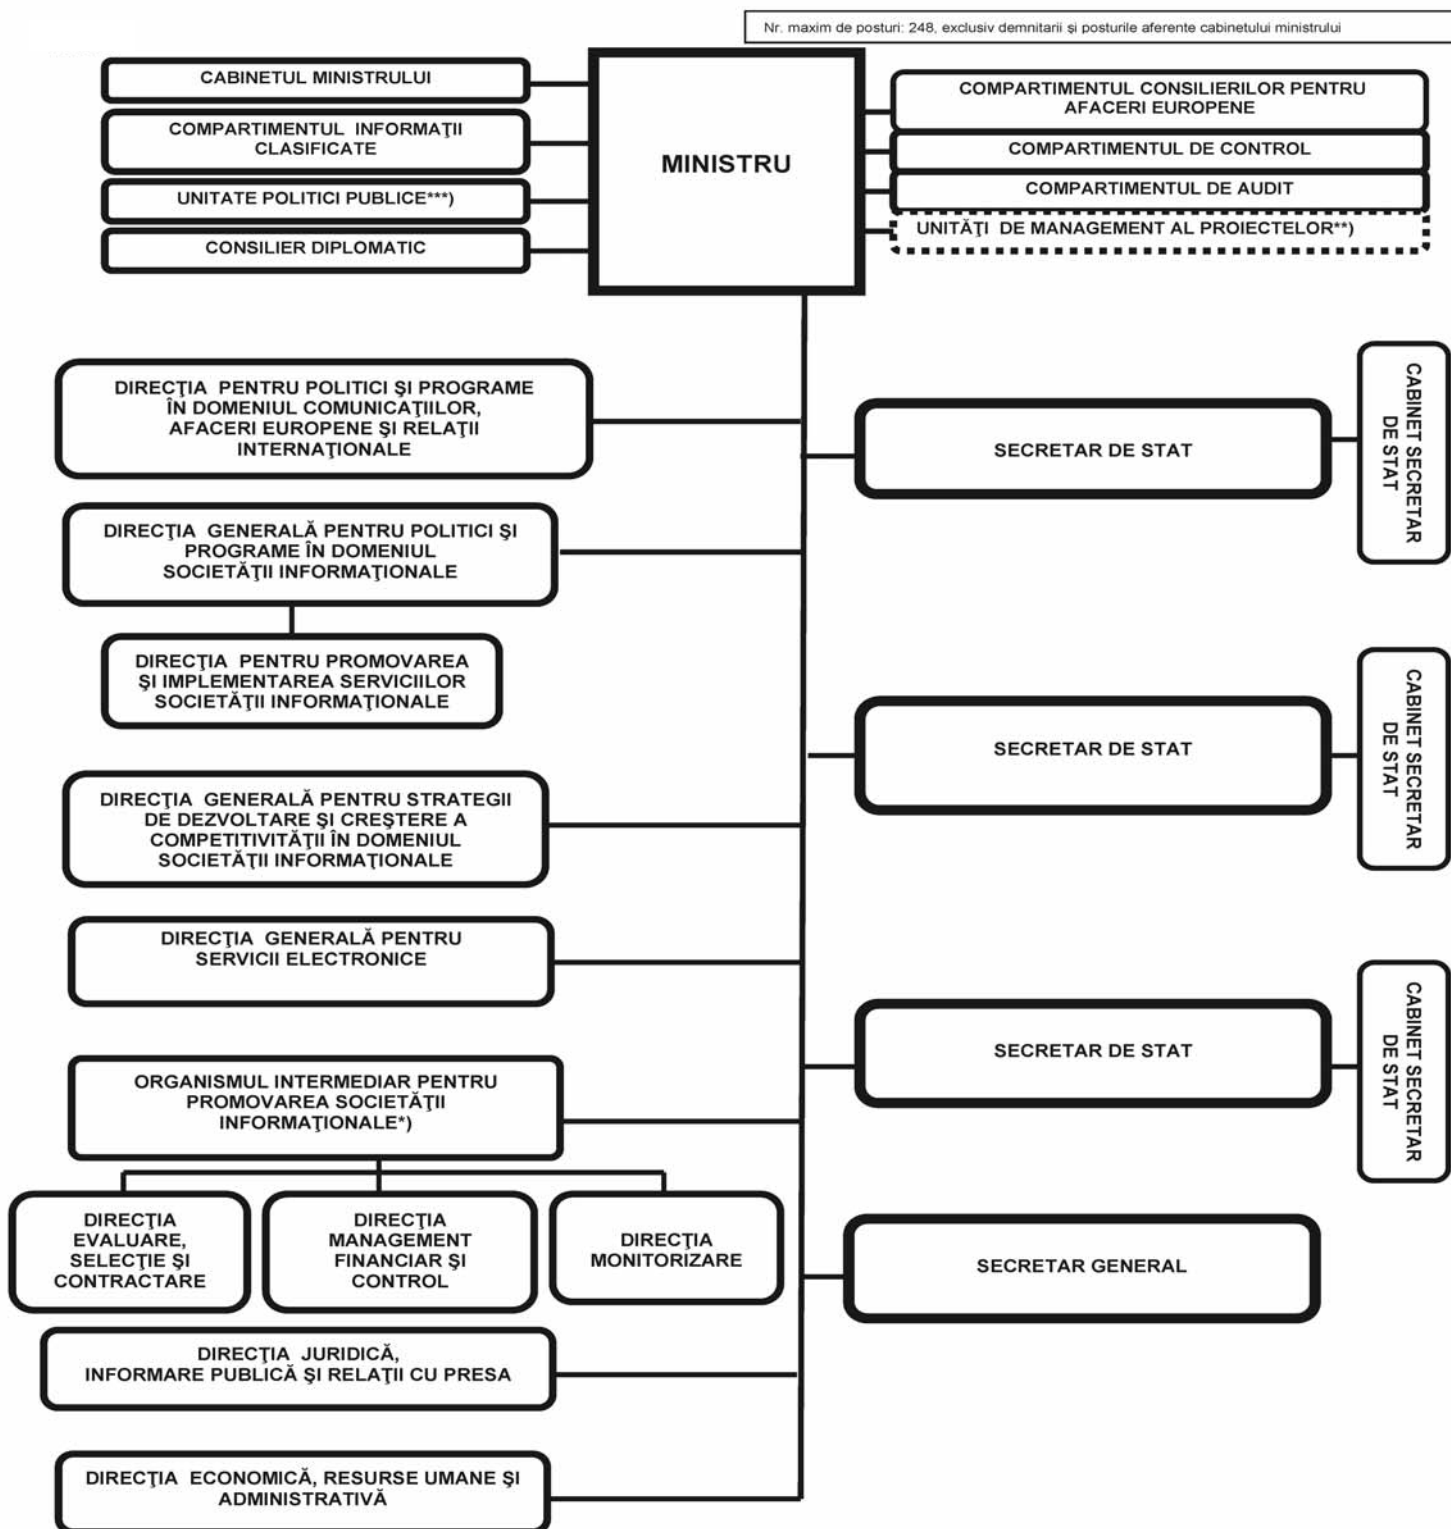 Nr. maxim de posturi: 248, exclusiv demnitarii şi posturile aferente cabinetului ministrului
CABINETUL MINISTRULUI
COMPARTIMENTUL INFORMAŢII
CLASIFICATE
UNITATE POLITICI PUBLICE***)
CONSILIER DIPLOMATIC
MINISTRU
COMPARTIMENTUL CONSILIERILOR PENTRU
AFACERI EUROPENE
COMPARTIMENTUL DE CONTROL
COMPARTIMENTUL DE AUDIT
UNITĂŢI DE MANAGEMENT AL PROIECTELOR**)
DIRECŢIA PENTRU POLITICI ŞI PROGRAME
ÎN DOMENIUL COMUNICAŢIILOR,
AFACERI EUROPENE ŞI RELAŢII
INTERNAŢIONALE
SECRETAR DE STAT
CABINET SECRETAR
DE STAT
DIRECŢIA GENERALĂ PENTRU POLITICI ŞI
PROGRAME ÎN DOMENIUL
SOCIETĂŢII INFORMAŢIONALE
DIRECŢIA PENTRU PROMOVAREA
ŞI IMPLEMENTAREA SERVICIILOR
SOCIETĂŢII INFORMAŢIONALE
SECRETAR DE STAT
CABINET SECRETAR
DE STAT
DIRECŢIA GENERALĂ PENTRU STRATEGII
DE DEZVOLTARE ŞI CREŞTERE A
COMPETITIVITĂŢII ÎN DOMENIUL
SOCIETĂŢII INFORMAŢIONALE
DIRECŢIA GENERALĂ PENTRU
SERVICII ELECTRONICE
SECRETAR DE STAT
CABINET SECRETAR
DE STAT
ORGANISMUL INTERMEDIAR PENTRU
PROMOVAREA SOCIETĂŢII
INFORMAŢIONALE*)
DIRECŢIA
EVALUARE,
SELECŢIE ŞI
CONTRACTARE
DIRECŢIA
MANAGEMENT
FINANCIAR ŞI
CONTROL
DIRECŢIA
MONITORIZARE
SECRETAR GENERAL
DIRECŢIA JURIDICĂ,
INFORMARE PUBLICĂ ŞI RELAŢII CU PRESA
DIRECŢIA ECONOMICĂ, RESURSE UMANE ŞI
ADMINISTRATIVĂ